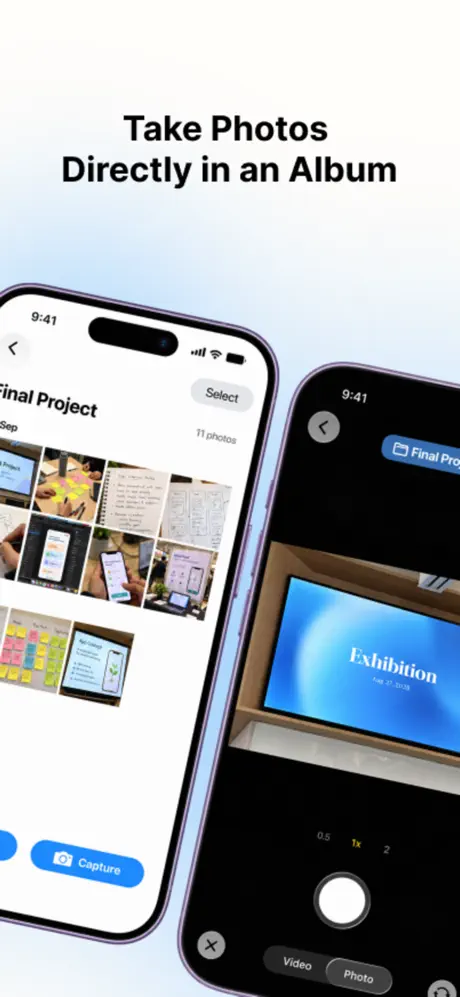 Take Photos
Directly in an Album
9:41
Final Project
Select
Sep
11 photos
Capture
9:41
Final Proj
Exhibition
0.5
1x
2
Video
Photo